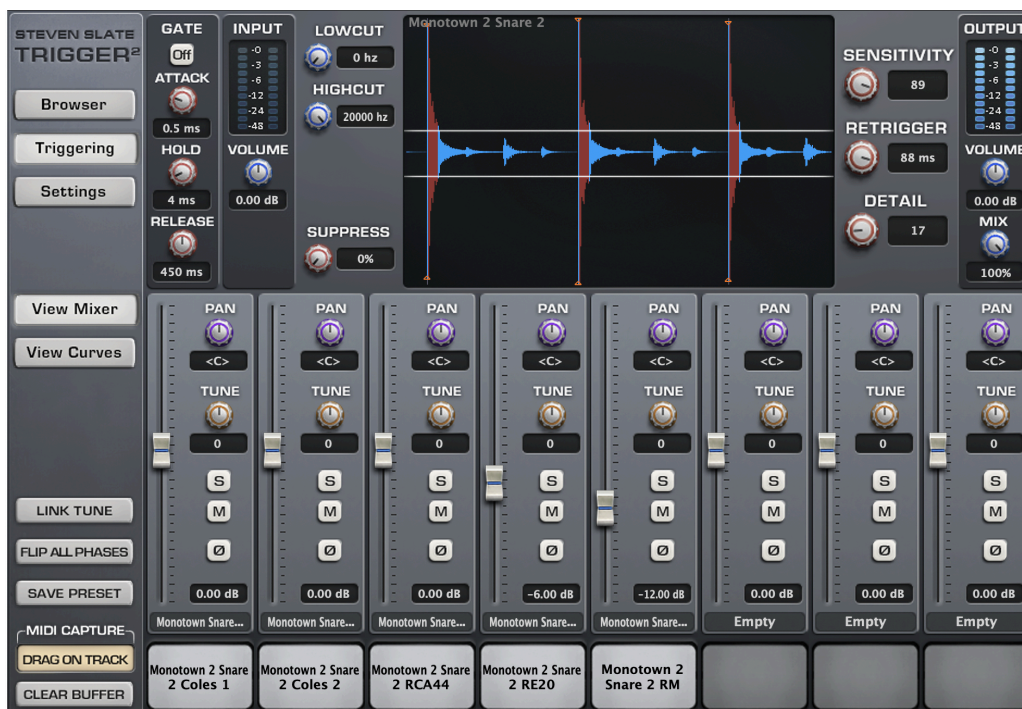 STEVEN SLATE
TRIGGER²
Browser
Triggering
Settings
View Mixer
View Curves
LINK TUNE
FLIP ALL PHASES
SAVE PRESET
MIDI CAPTURE
DRAG ON TRACK
CLEAR BUFFER
GATE
Off
ATTACK
0.5 ms
HOLD
4 ms
RELEASE
450 ms
INPUT
-0
-3
-6
-12
-24
-48
VOLUME
0.00 dB
LOWCUT
0 hz
HIGHCUT
20000 hz
SUPPRESS
0%
Monotown 2 Snare 2
SENSITIVITY
89
RETRIGGER
88 ms
DETAIL
17
OUTPUT
-0
-3
-6
-12
-24
-48
VOLUME
0.00 dB
MIX
100%
PAN
<C>
TUNE
0
S
M
Ø
0.00 dB
Monotown Snare...
Monotown 2 Snare
2 Coles 1
PAN
<C>
TUNE
0
S
M
Ø
0.00 dB
Monotown Snare...
Monotown 2 Snare
2 Coles 2
PAN
<C>
TUNE
0
S
M
Ø
0.00 dB
Monotown Snare...
Monotown 2 Snare
2 RCA44
PAN
<C>
TUNE
0
S
M
Ø
-6.00 dB
Monotown Snare...
Monotown 2 Snare
2 RE20
PAN
<C>
TUNE
0
S
M
Ø
-12.00 dB
Monotown Snare...
Monotown 2
Snare 2 RM
PAN
<C>
TUNE
0
S
M
Ø
0.00 dB
Empty
PAN
<C>
TUNE
0
S
M
Ø
0.00 dB
Empty
PAN
<C>
TUNE
0
S
M
Ø
0.00 dB
Empty